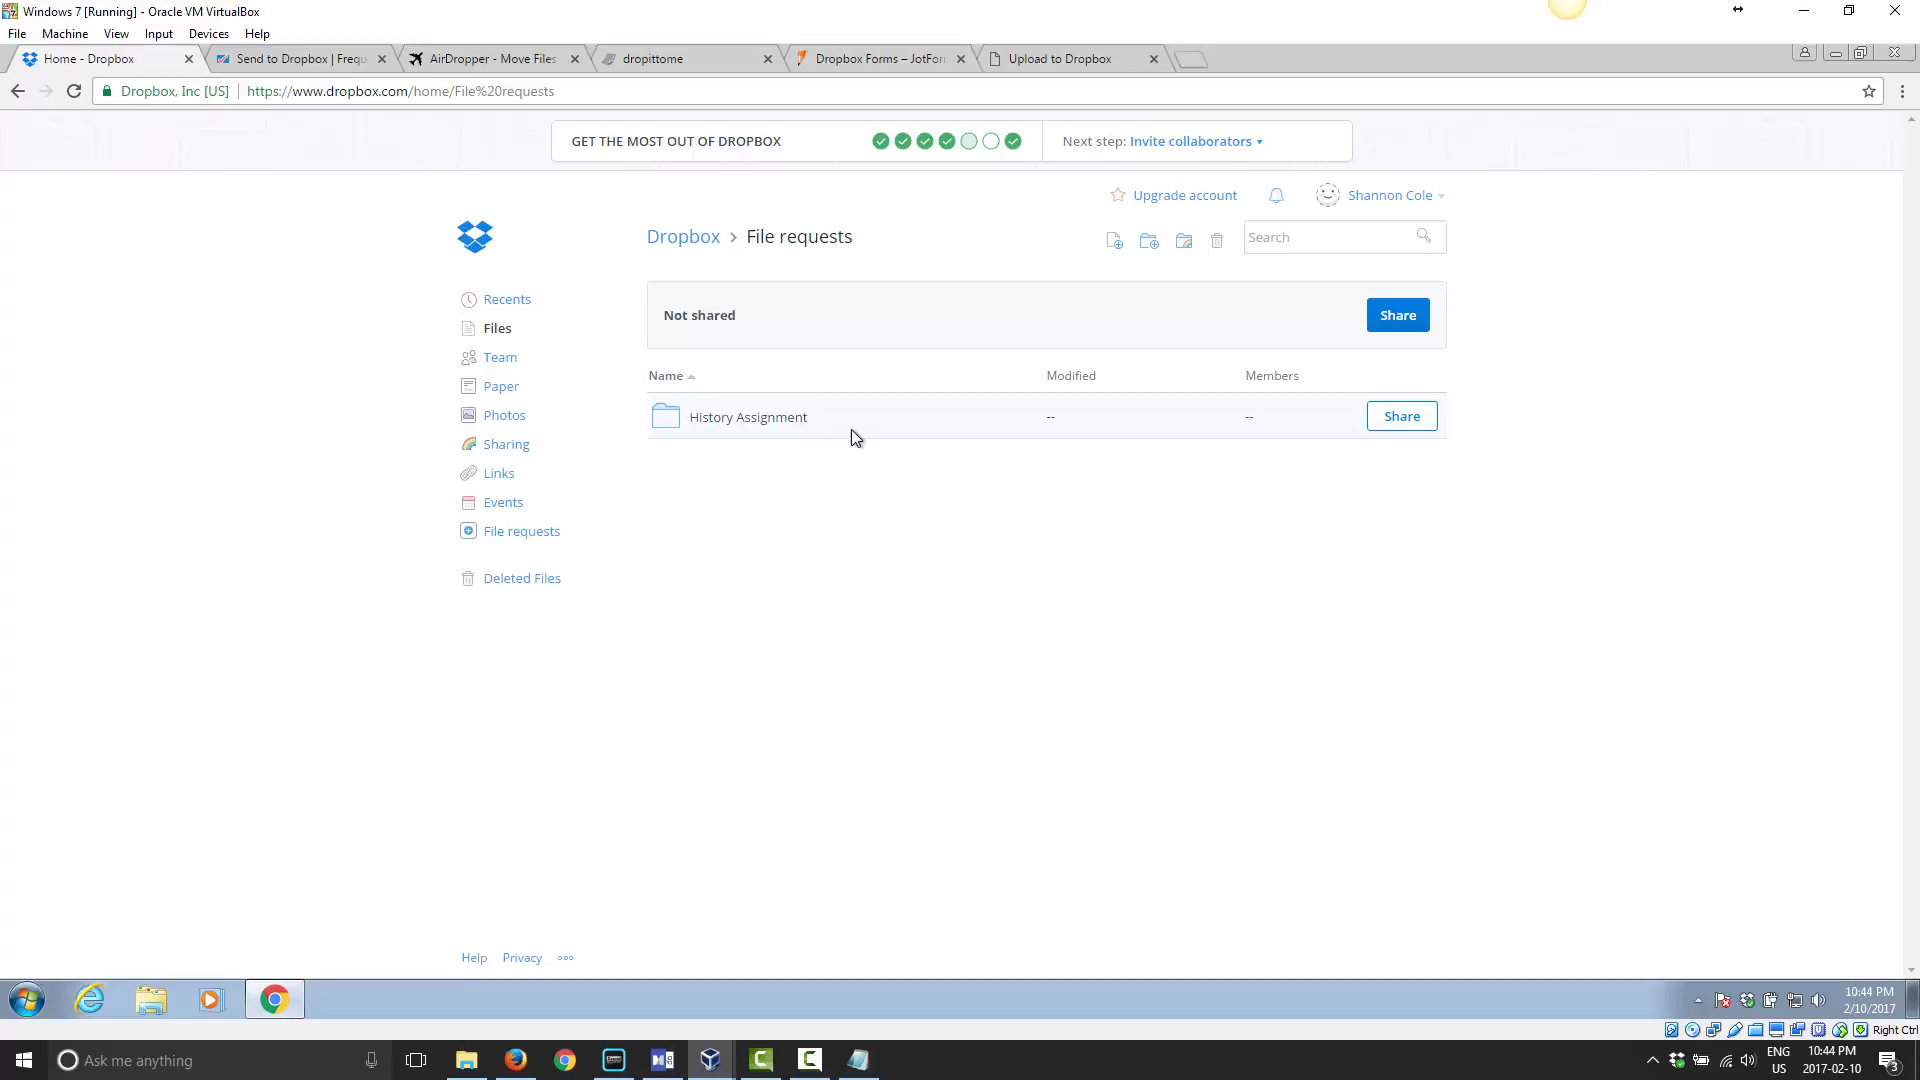 Windows 7 [Running] - Oracle VM VirtualBox
File Machine View Input Devices Help
Home - Dropbox
Send to Dropbox | Frequ
AirDropper - Move Files
dropittome
Dropbox Forms – JotForm
Upload to Dropbox
Dropbox, Inc [US] https://www.dropbox.com/home/File%20requests
GET THE MOST OUT OF DROPBOX
Next step: Invite collaborators
Upgrade account
Shannon Cole
Dropbox > File requests
Search
Recents
Files
Team
Paper
Photos
Sharing
Links
Events
File requests
Deleted Files
Not shared
Share
Name Modified Members
History Assignment -- -- Share
Help Privacy
10:44 PM
2/10/2017
Right Ctrl
Ask me anything
ENG
US
10:44 PM
2017-02-10
3